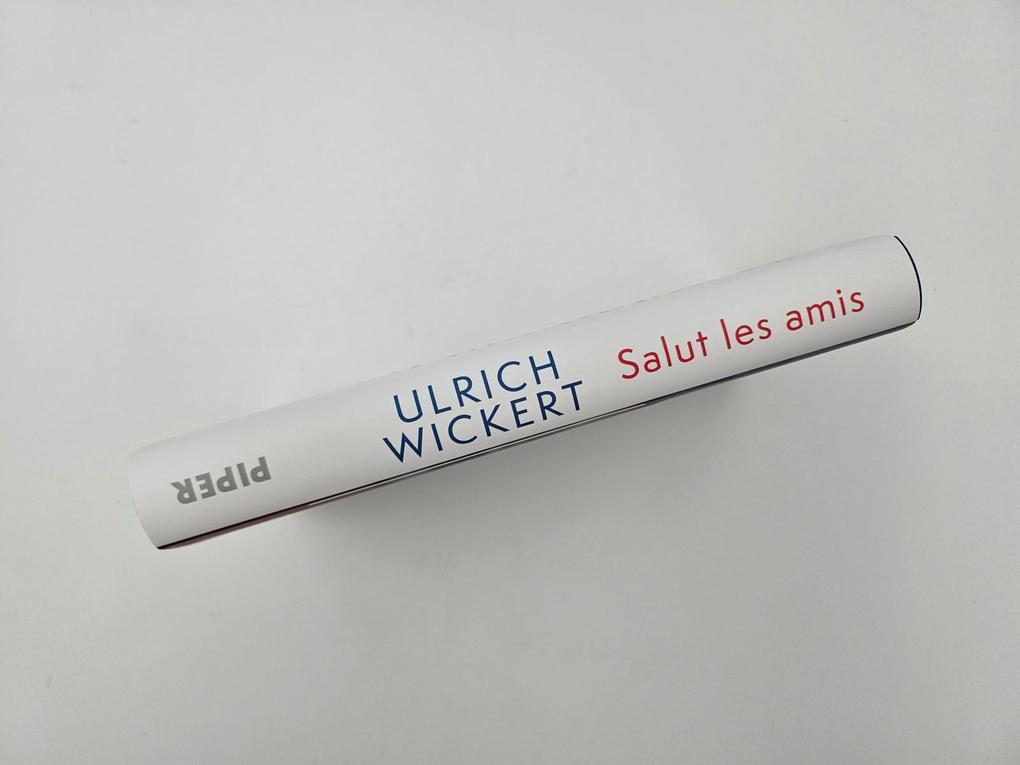 ULRICH
WICKERT
Salut les amis
PIPER